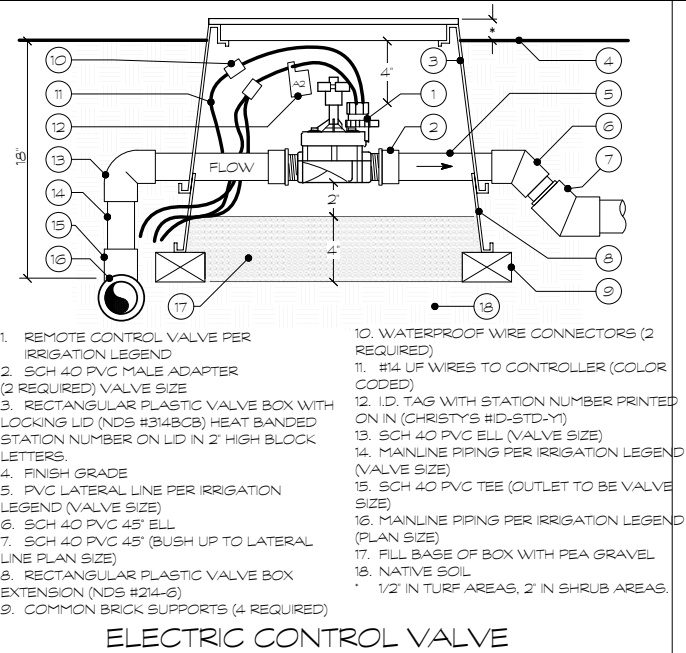 *
10
3
4
4"
11
A2
1
5
12
2
6
18"
13
FLOW
7
14
2"
15
4"
8
16
9
17
18
1. REMOTE CONTROL VALVE PER
IRRIGATION LEGEND
2. SCH 40 PVC MALE ADAPTER
(2 REQUIRED) VALVE SIZE
3. RECTANGULAR PLASTIC VALVE BOX WITH
LOCKING LID (NDS #314BCB) HEAT BANDED
STATION NUMBER ON LID IN 2" HIGH BLOCK
LETTERS.
4. FINISH GRADE
5. PVC LATERAL LINE PER IRRIGATION
LEGEND (VALVE SIZE)
6. SCH 40 PVC 45° ELL
7. SCH 40 PVC 45° (BUSH UP TO LATERAL
LINE PLAN SIZE)
8. RECTANGULAR PLASTIC VALVE BOX
EXTENSION (NDS #214-6)
9. COMMON BRICK SUPPORTS (4 REQUIRED)
10. WATERPROOF WIRE CONNECTORS (2
REQUIRED)
11. #14 UF WIRES TO CONTROLLER (COLOR
CODED)
12. I.D. TAG WITH STATION NUMBER PRINTED
ON IN (CHRISTYS #ID-STD-Y1)
13. SCH 40 PVC ELL (VALVE SIZE)
14. MAINLINE PIPING PER IRRIGATION LEGEND
(VALVE SIZE)
15. SCH 40 PVC TEE (OUTLET TO BE VALVE
SIZE)
16. MAINLINE PIPING PER IRRIGATION LEGEND
(PLAN SIZE)
17. FILL BASE OF BOX WITH PEA GRAVEL
18. NATIVE SOIL
* 1/2" IN TURF AREAS, 2" IN SHRUB AREAS.
ELECTRIC CONTROL VALVE